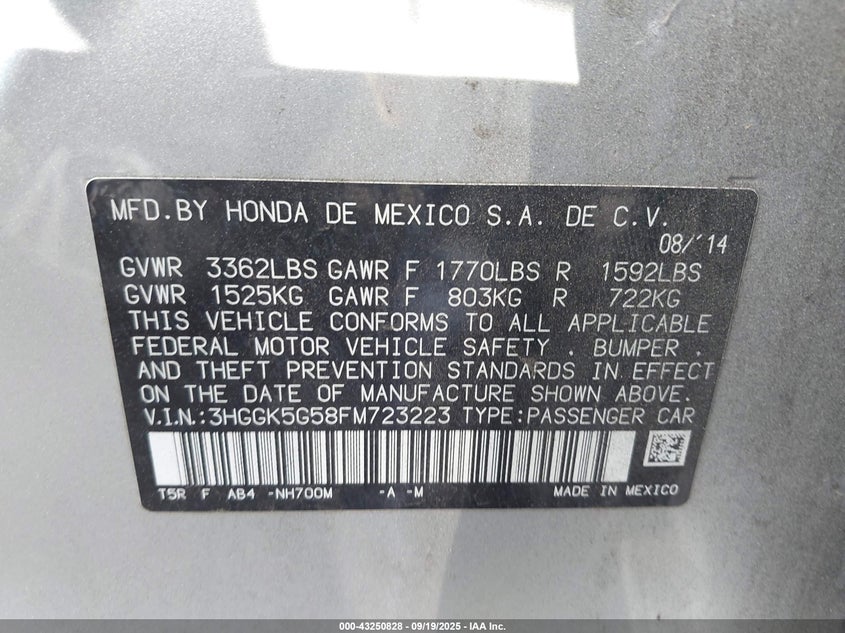 MFD.BY HONDA DE MEXICO S.A. DE C.V.
08/'14
GVWR 3362LBS GAWR F 1770LBS R 1592LBS
GVWR 1525KG GAWR F 803KG R 722KG
THIS VEHICLE CONFORMS TO ALL APPLICABLE
FEDERAL MOTOR VEHICLE SAFETY . BUMPER .
AND THEFT PREVENTION STANDARDS IN EFFECT
ON THE DATE OF MANUFACTURE SHOWN ABOVE.
V.I.N.:3HGGK5G58FM723223 TYPE:PASSENGER CAR
T5R F AB4 -NH700M -A -M MADE IN MEXICO
000-43250828 - 09/19/2025 - IAA Inc.